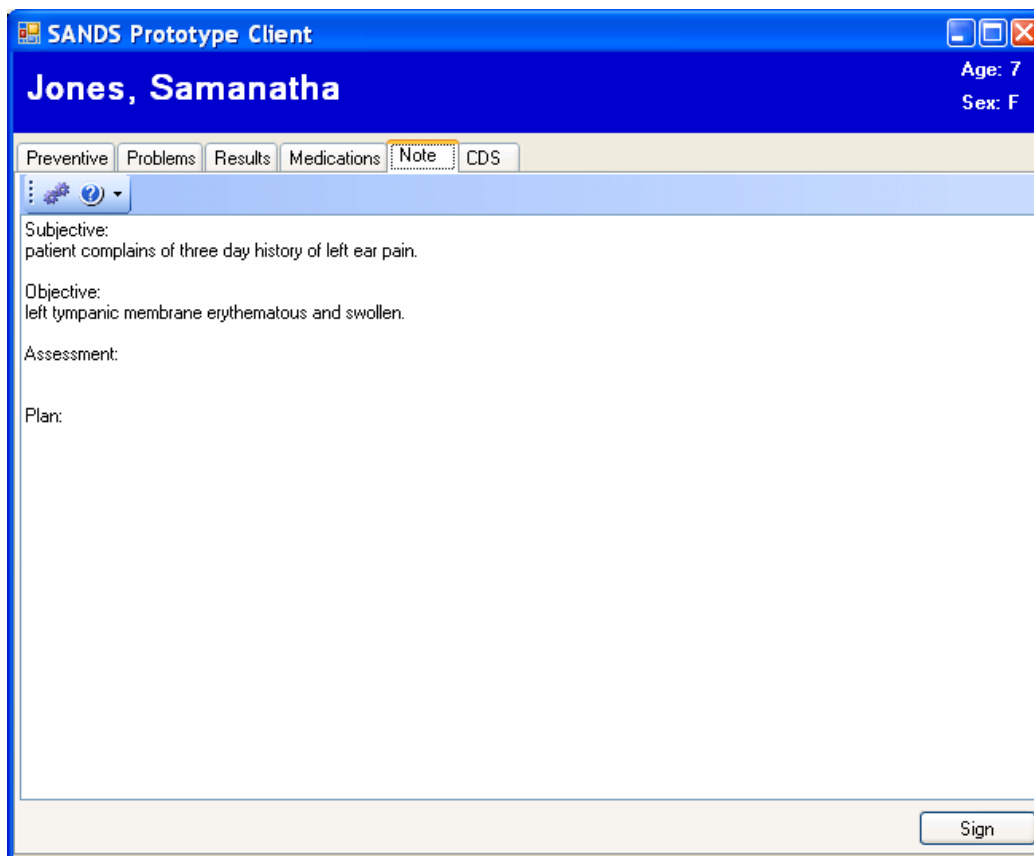 SANDS Prototype Client
Jones, Samanatha
Age: 7
Sex: F
Preventive Problems Results Medications Note CDS
Subjective:
patient complains of three day history of left ear pain.
Objective:
left tympanic membrane erythematous and swollen.
Assessment:
Plan:
Sign